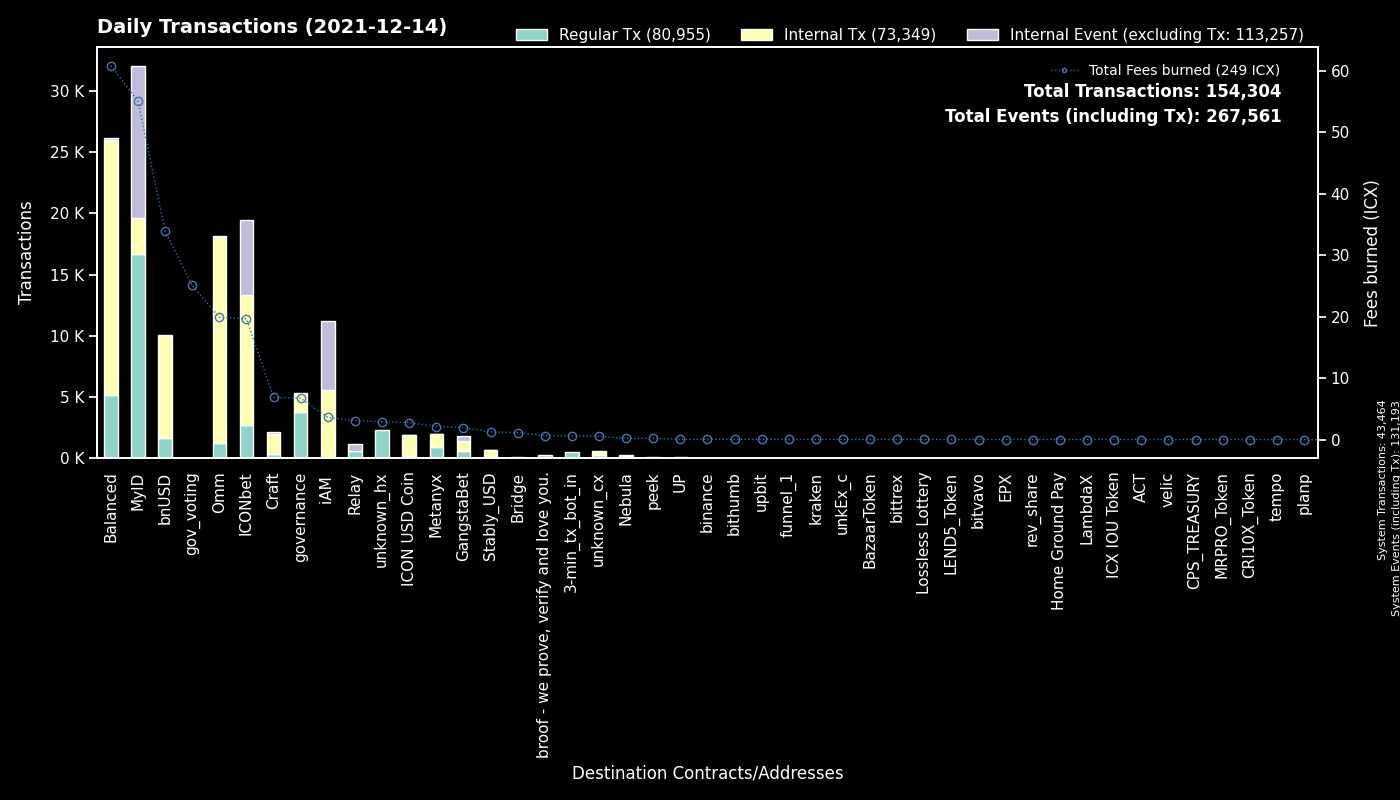 Daily Transactions (2021-12-14)
Regular Tx (80,955)
Internal Tx (73,349)
Internal Event (excluding Tx: 113,257)
Total Fees burned (249 ICX)
Total Transactions: 154,304
Total Events (including Tx): 267,561
Transactions
30 K
25 K
20 K
15 K
10 K
5 K
0 K
60
50
40
30
20
10
0
Fees burned (ICX)
System Transactions: 43,464
System Events (including Tx): 131,193
Balanced
MyID
bnUSD
gov_voting
Omm
ICONbet
Craft
governance
iAM
Relay
unknown_hx
ICON USD Coin
Metanyx
GangstaBet
Stably_USD
Bridge
broof - we prove, verify and love you.
3-min_tx_bot_in
unknown_cx
Nebula
peek
UP
binance
bithumb
upbit
funnel_1
kraken
unkEx_c
BazaarToken
bittrex
Lossless Lottery
LEND5_Token
bitvavo
EPX
rev_share
Home Ground Pay
LambdaX
ICX IOU Token
ACT
velic
CPS_TREASURY
MRPRO_Token
CRI10X_Token
tempo
planp
Destination Contracts/Addresses